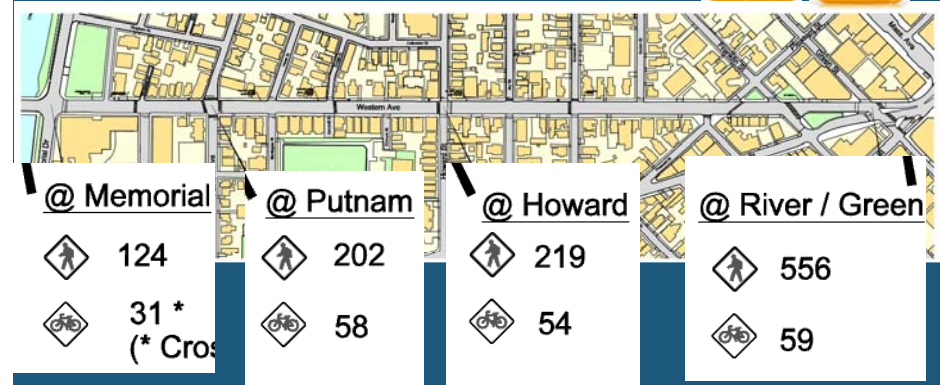 Western Ave
@ Memorial
124
31 *
(* Cros
@ Putnam
202
58
@ Howard
219
54
@ River / Green
556
59